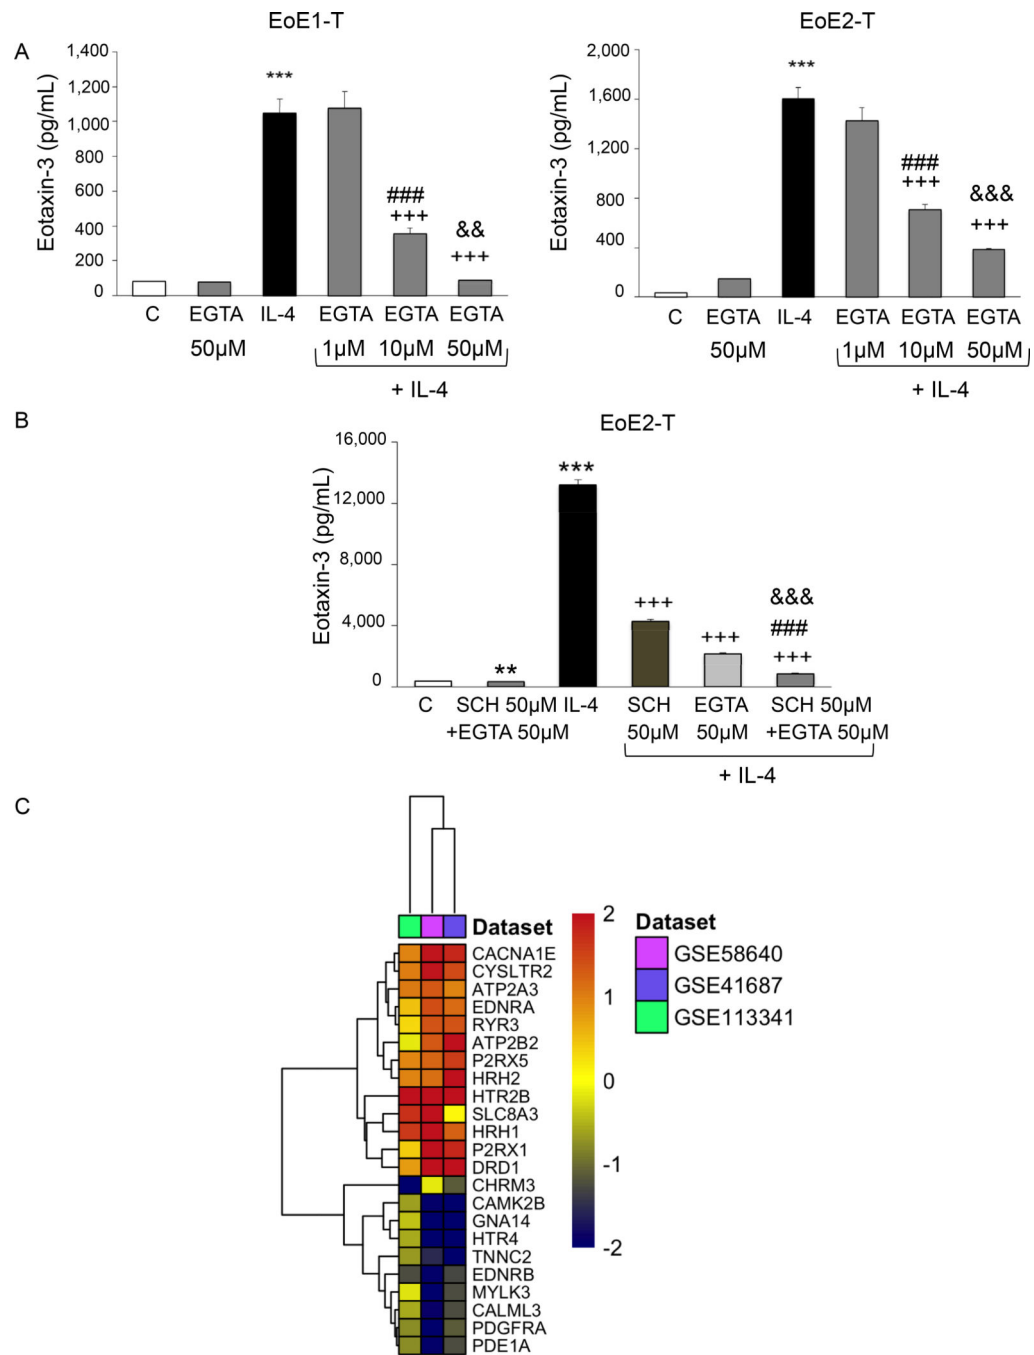 A
EoE1-T
Eotaxin-3 (pg/mL)
1,400
1,200
1,000
800
600
400
200
0
***
###
+++
&&
+++
C EGTA IL-4 EGTA EGTA EGTA
50µM 1µM 10µM 50µM
+ IL-4
EoE2-T
Eotaxin-3 (pg/mL)
2,000
1,600
1,200
800
400
0
***
###
+++
&&&
+++
C EGTA IL-4 EGTA EGTA EGTA
50µM 1µM 10µM 50µM
+ IL-4
B
EoE2-T
Eotaxin-3 (pg/mL)
16,000
12,000
8,000
4,000
0
**
***
+++
+++
&&&
###
+++
C SCH 50µM IL-4 SCH EGTA SCH 50µM
+EGTA 50µM 50µM 50µM +EGTA 50µM
+ IL-4
C
Dataset
CACNA1E
CYSLTR2
ATP2A3
EDNRA
RYR3
ATP2B2
P2RX5
HRH2
HTR2B
SLC8A3
HRH1
P2RX1
DRD1
CHRM3
CAMK2B
GNA14
HTR4
TNNC2
EDNRB
MYLK3
CALML3
PDGFRA
PDE1A
2
1
0
-1
-2
Dataset
GSE58640
GSE41687
GSE113341